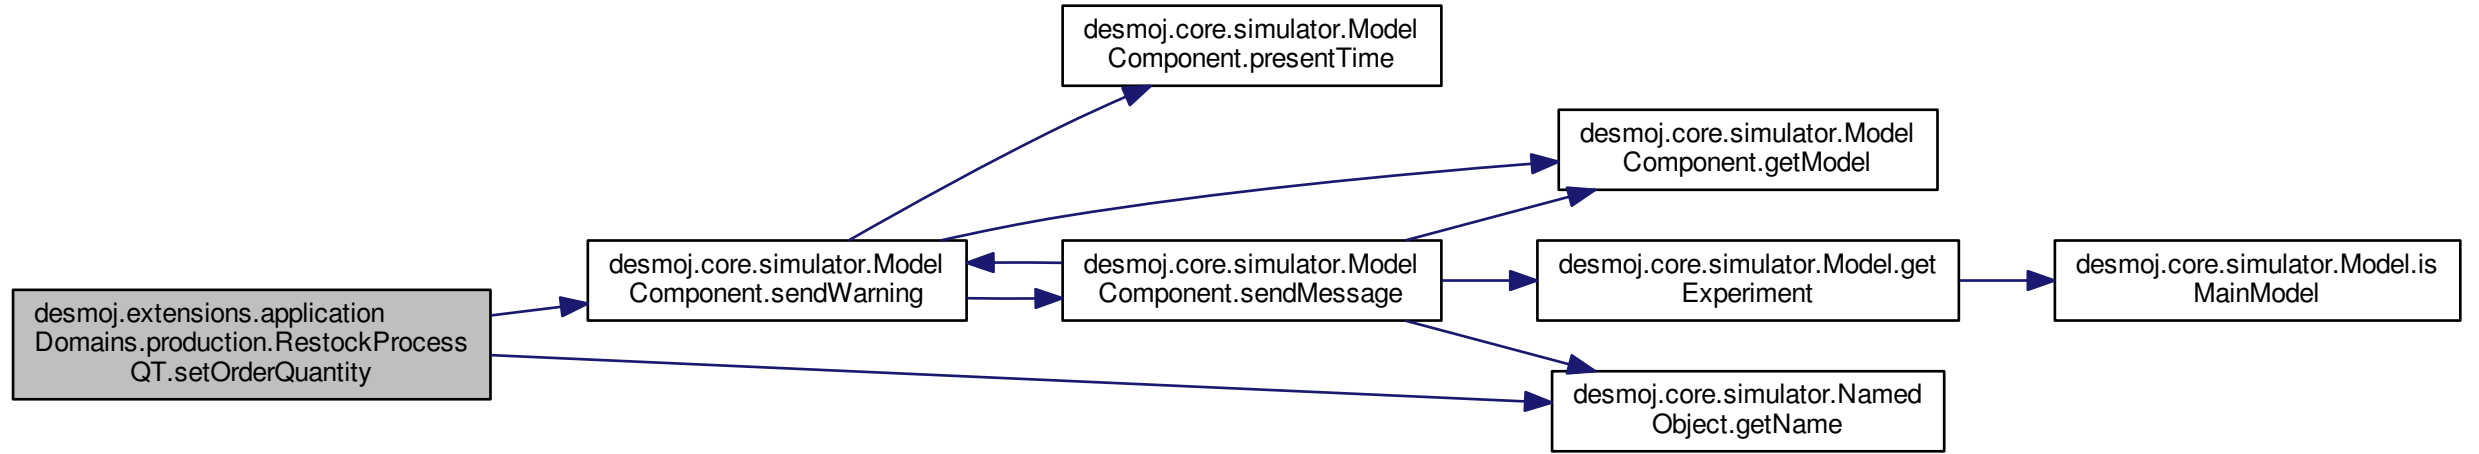 desmoj.core.simulator.Model
Component.presentTime
desmoj.core.simulator.Model
Component.getModel
desmoj.core.simulator.Model
Component.sendWarning
desmoj.core.simulator.Model
Component.sendMessage
desmoj.core.simulator.Model.get
Experiment
desmoj.core.simulator.Model.is
MainModel
desmoj.extensions.application
Domains.production.RestockProcess
QT.setOrderQuantity
desmoj.core.simulator.Named
Object.getName